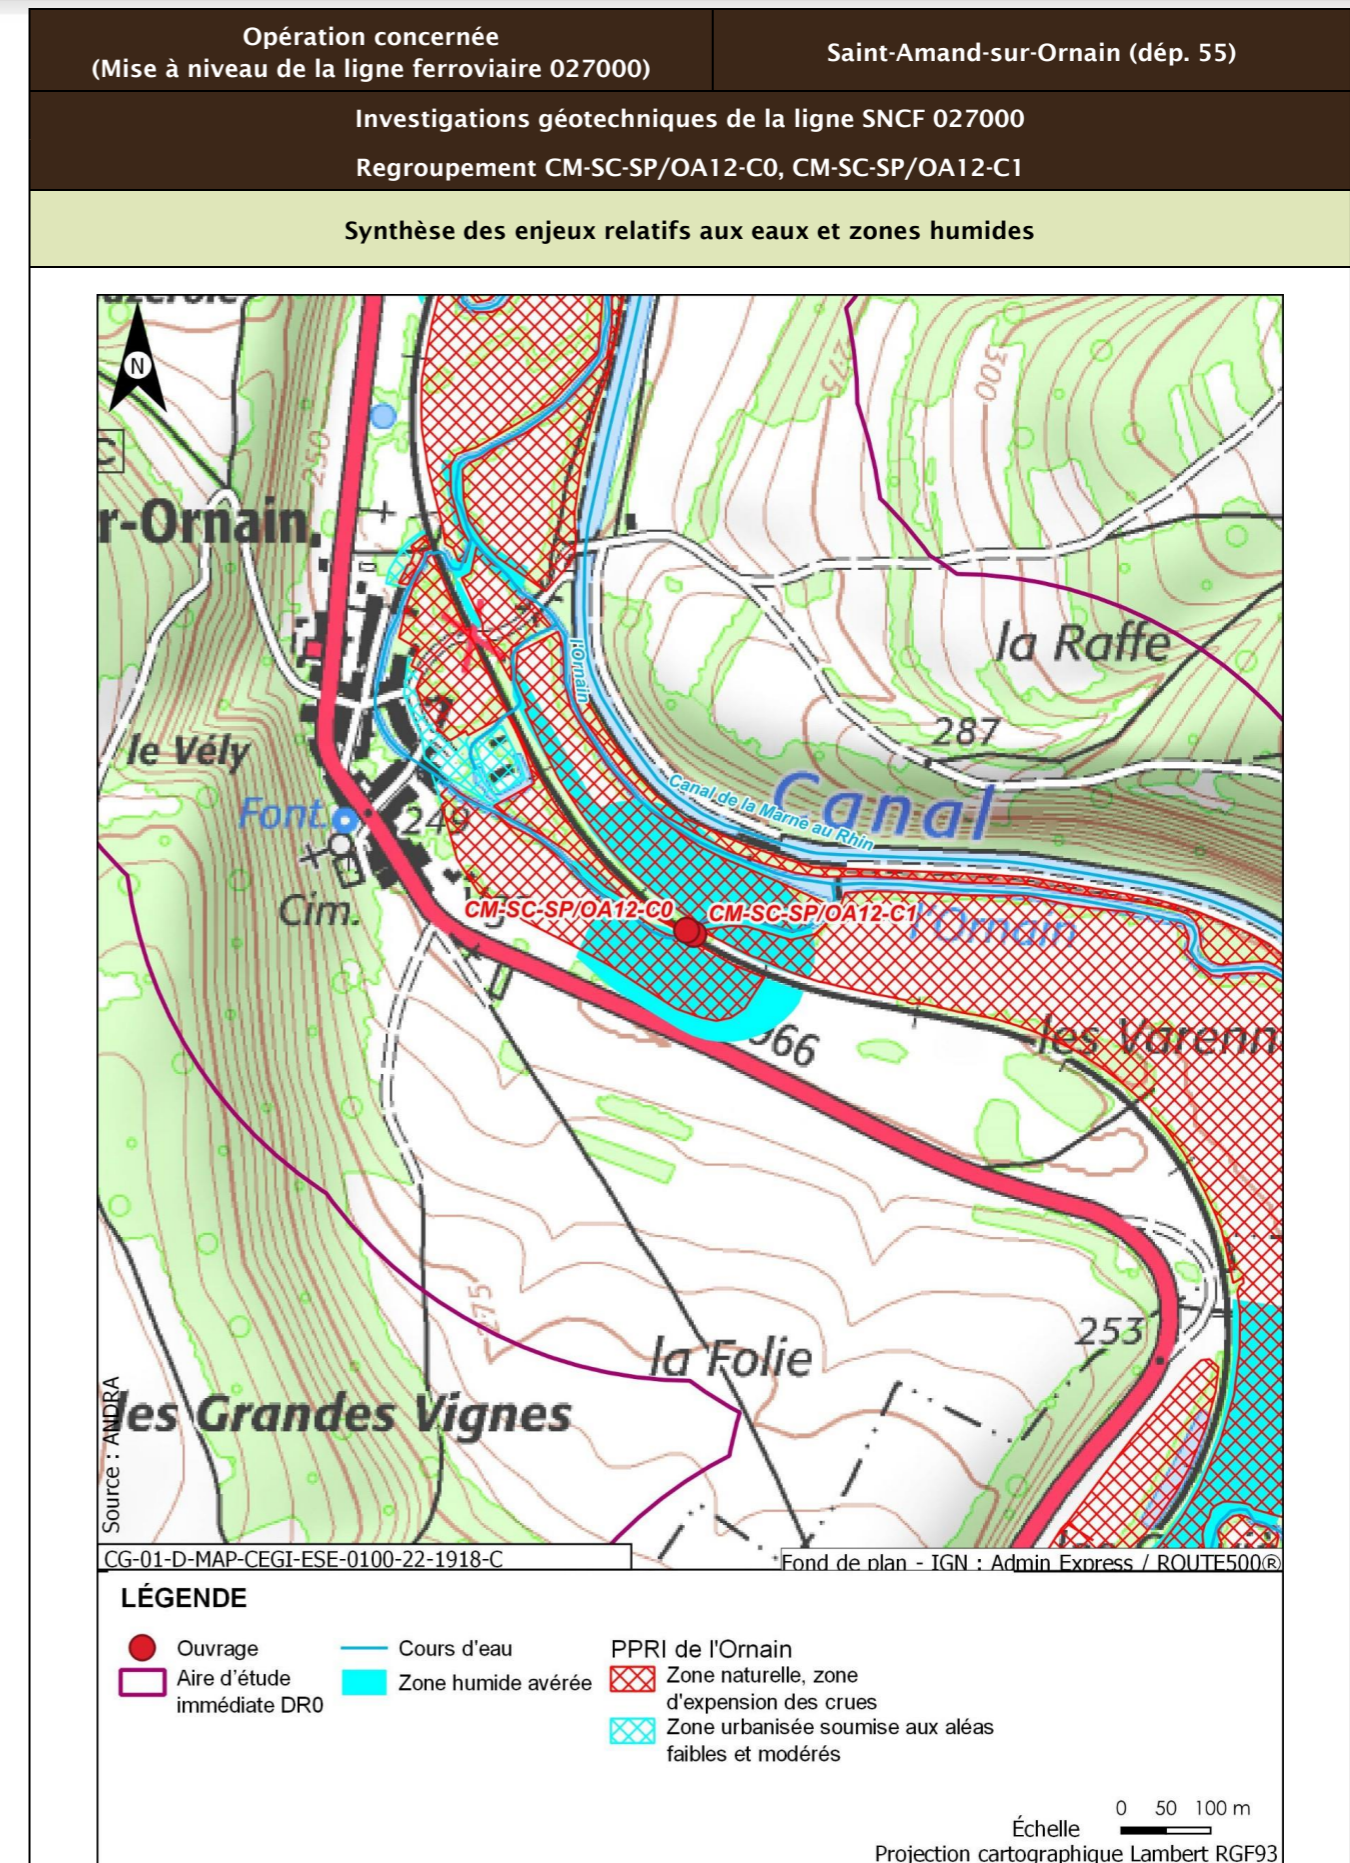 Opération concernée
(Mise à niveau de la ligne ferroviaire 027000)
Saint-Amand-sur-Ornain (dép. 55)
Investigations géotechniques de la ligne SNCF 027000
Regroupement CM-SC-SP/OA12-C0, CM-SC-SP/OA12-C1
Synthèse des enjeux relatifs aux eaux et zones humides
N
275
300
250
r-Ornain
l'Ornain
la Raffe
287
le Vély
Canal de la Marne au Rhin
Canal
Font.
249
Cim.
CM-SC-SP/OA12-C0
CM-SC-SP/OA12-C1
l'Ornain
966
les Varenn
275
253
la Folie
les Grandes Vignes
Source : ANDRA
CG-01-D-MAP-CEGI-ESE-0100-22-1918-C
Fond de plan - IGN : Admin Express / ROUTE500®
LÉGENDE
Ouvrage
Aire d'étude
immédiate DR0
Cours d'eau
Zone humide avérée
PPRI de l'Ornain
Zone naturelle, zone
d'expension des crues
Zone urbanisée soumise aux aléas
faibles et modérés
Échelle
0 50 100 m
Projection cartographique Lambert RGF93